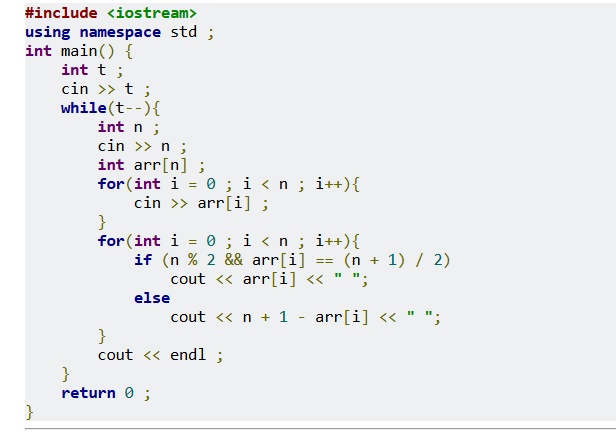 #include <iostream>
using namespace std ;
int main() {
    int t ;
    cin >> t ;
    while(t--){
        int n ;
        cin >> n ;
        int arr[n] ;
        for(int i = 0 ; i < n ; i++){
            cin >> arr[i] ;
        }
        for(int i = 0 ; i < n ; i++){
            if (n % 2 && arr[i] == (n + 1) / 2)
                cout << arr[i] << " ";
            else
                cout << n + 1 - arr[i] << " ";
        }
        cout << endl ;
    }
    return 0 ;
}